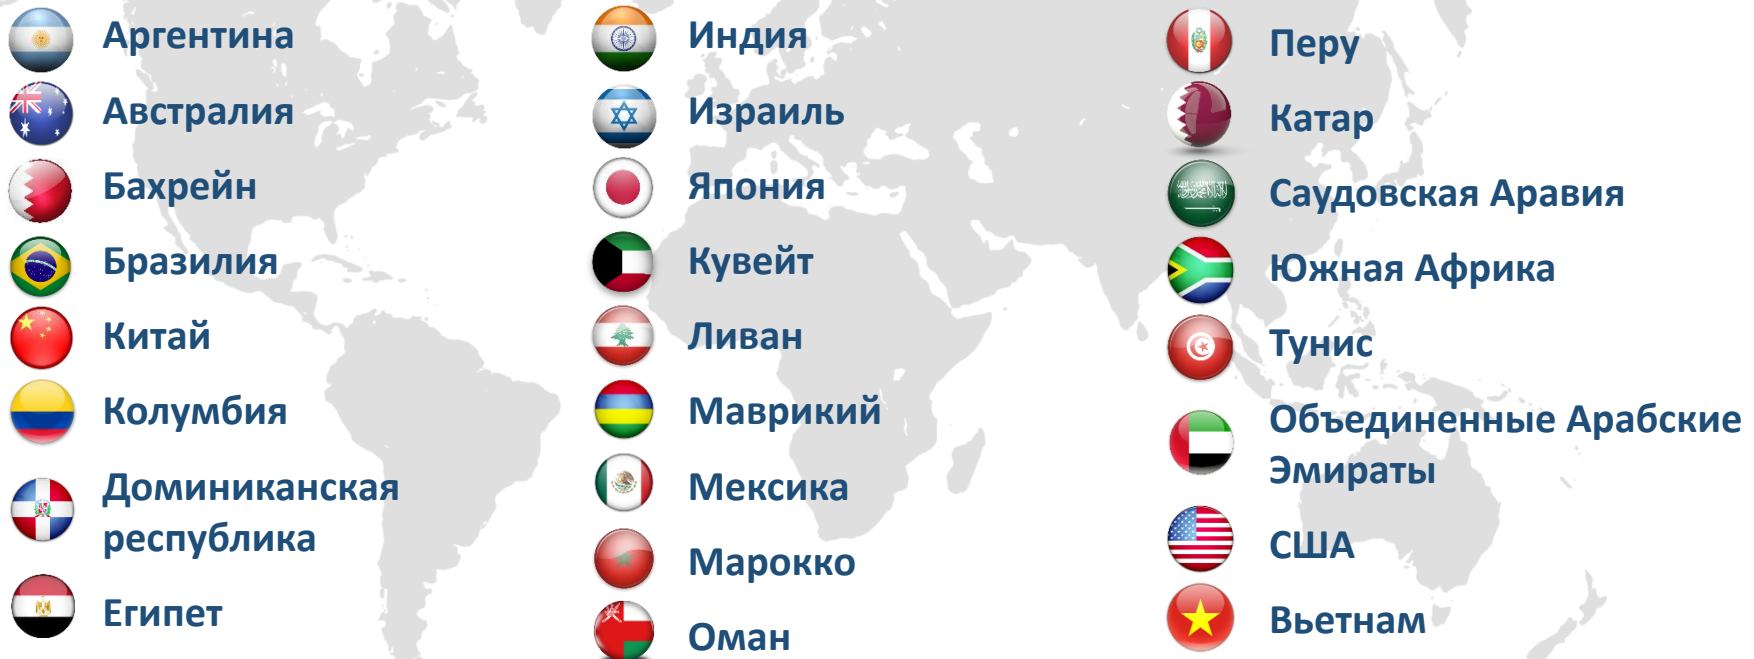 Аргентина
Австралия
Бахрейн
Бразилия
Китай
Колумбия
Доминиканская
республика
Египет
Индия
Израиль
Япония
Кувейт
Ливан
Маврикий
Мексика
Марокко
Оман
Перу
Катар
Саудовская Аравия
Южная Африка
Тунис
Объединенные Арабские
Эмираты
США
Вьетнам